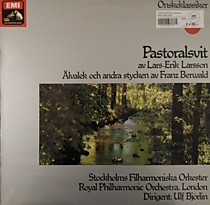 Önskeklassiker
Pastoralsvit
av Lars-Erik Larsson
Älvalek och andra stycken av Franz Berwald
Stockholms Filharmoniska Orkester
Royal Philharmonic Orchestra, London
Dirigent: Ulf Björlin